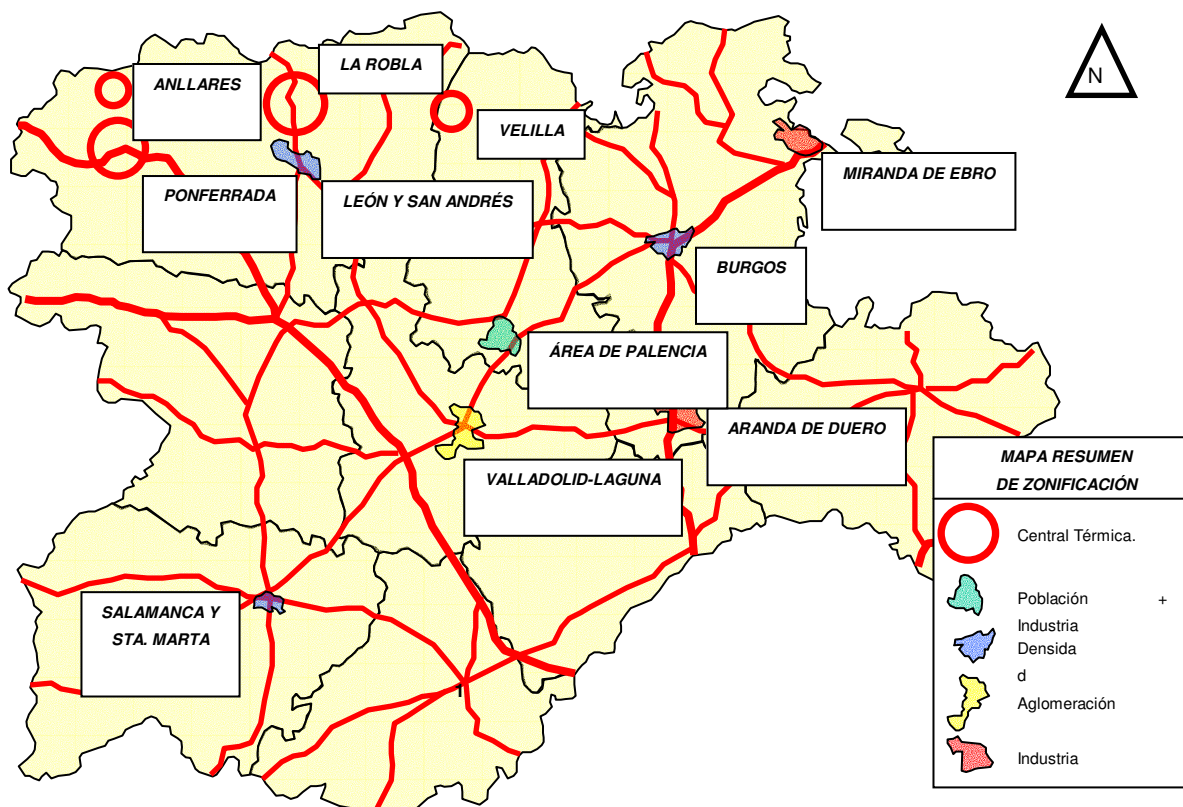 LA ROBLA
N
ANLLARES
VELILLA
MIRANDA DE EBRO
PONFERRADA
LEÓN Y SAN ANDRÉS
BURGOS
ÁREA DE PALENCIA
ARANDA DE DUERO
VALLADOLID-LAGUNA
SALAMANCA Y
STA. MARTA
1
MAPA RESUMEN
DE ZONIFICACIÓN
Central Térmica.
Población +
Industria
Densida
d
Aglomeración
Industria